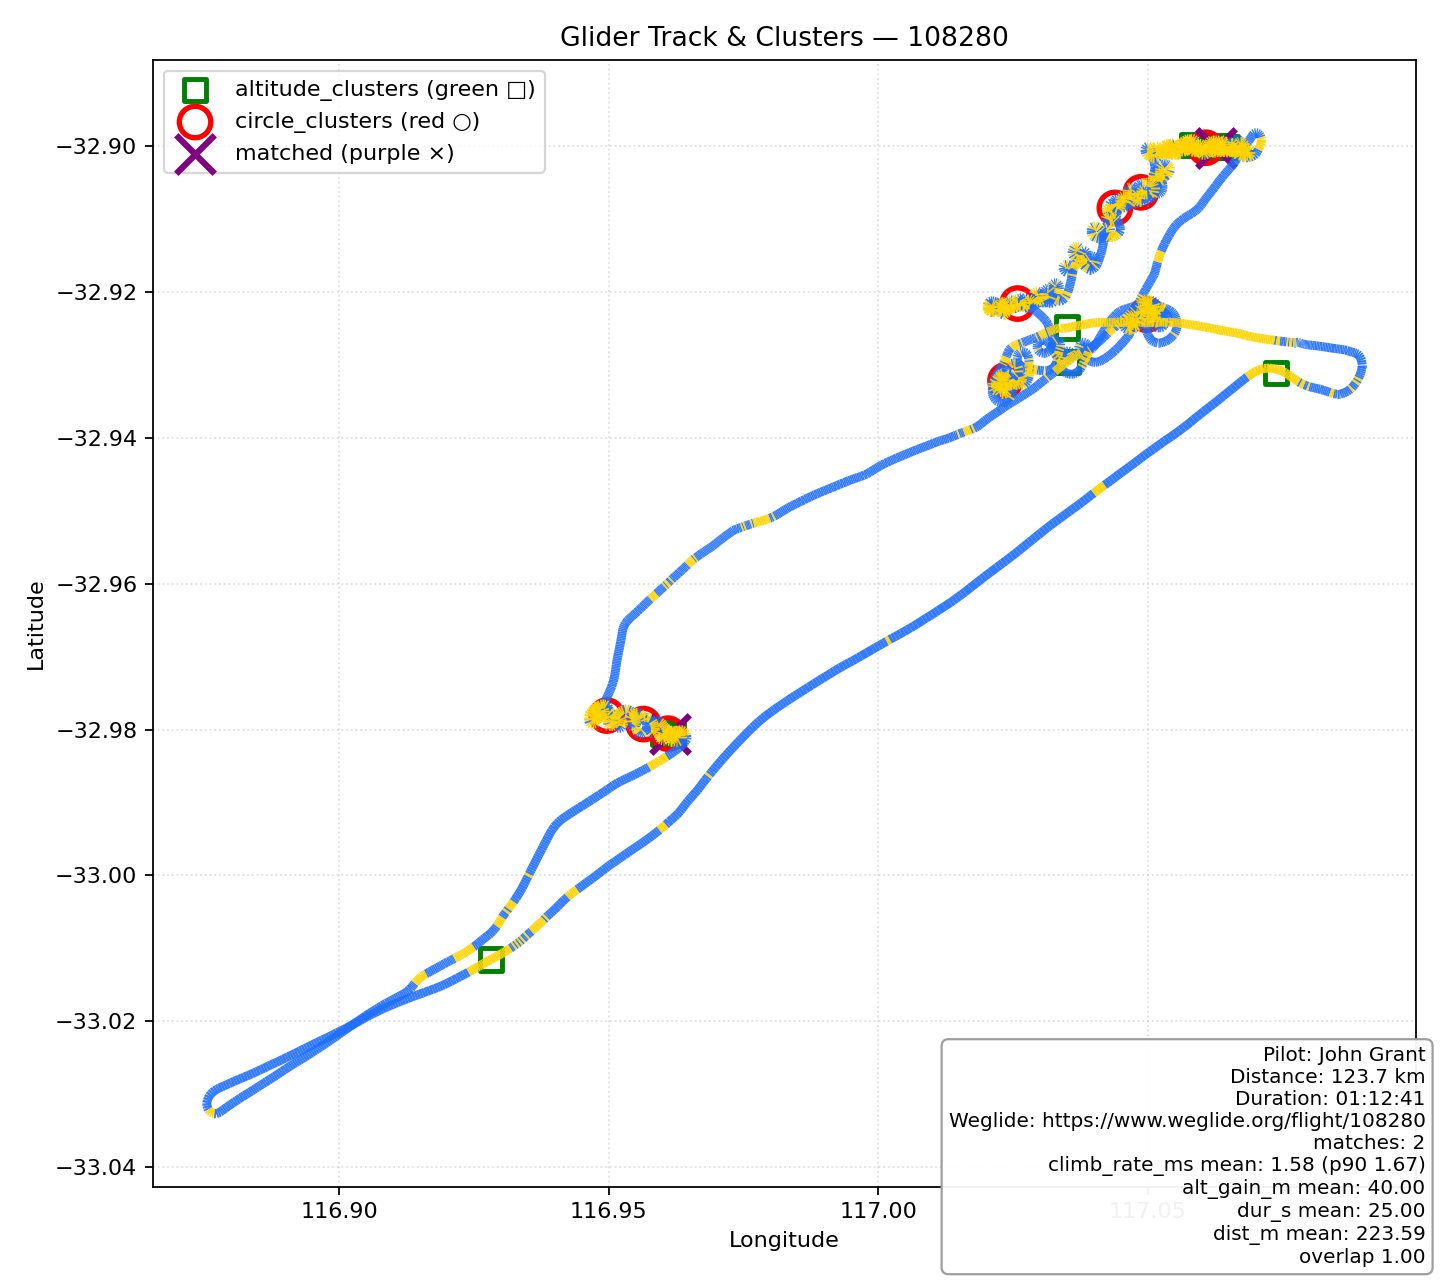 Glider Track & Clusters — 108280
altitude_clusters (green □)
circle_clusters (red ○)
matched (purple ×)
Latitude
−32.90
−32.92
−32.94
−32.96
−32.98
−33.00
−33.02
−33.04
116.90
116.95
117.00
117.05
Longitude
Pilot: John Grant
Distance: 123.7 km
Duration: 01:12:41
Weglide: https://www.weglide.org/flight/108280
matches: 2
climb_rate_ms mean: 1.58 (p90 1.67)
alt_gain_m mean: 40.00
dur_s mean: 25.00
dist_m mean: 223.59
overlap 1.00